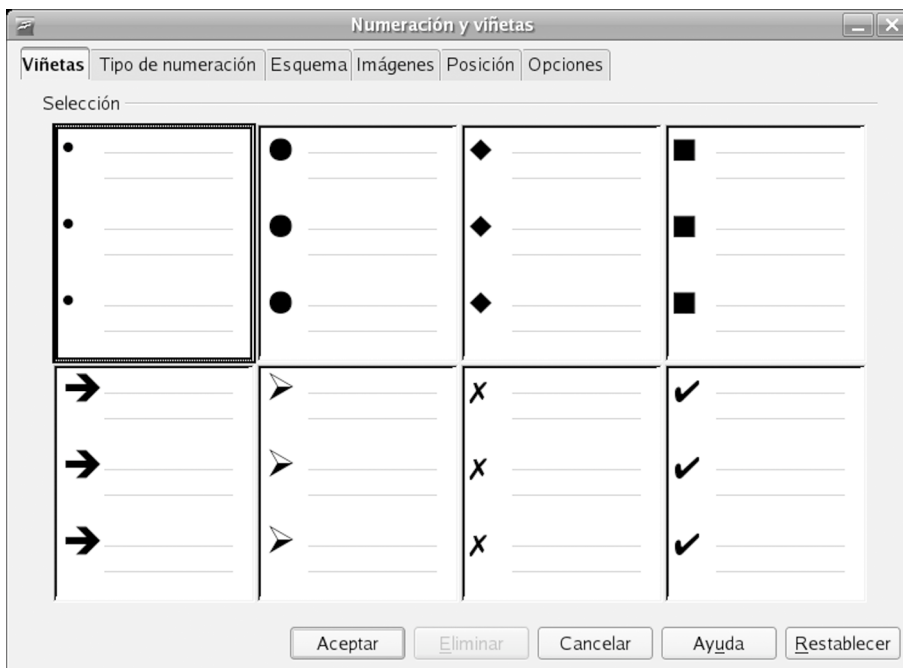 Numeración y viñetas
Viñetas Tipo de numeración Esquema Imágenes Posición Opciones
Selección
Aceptar Eliminar Cancelar Ayuda Restablecer